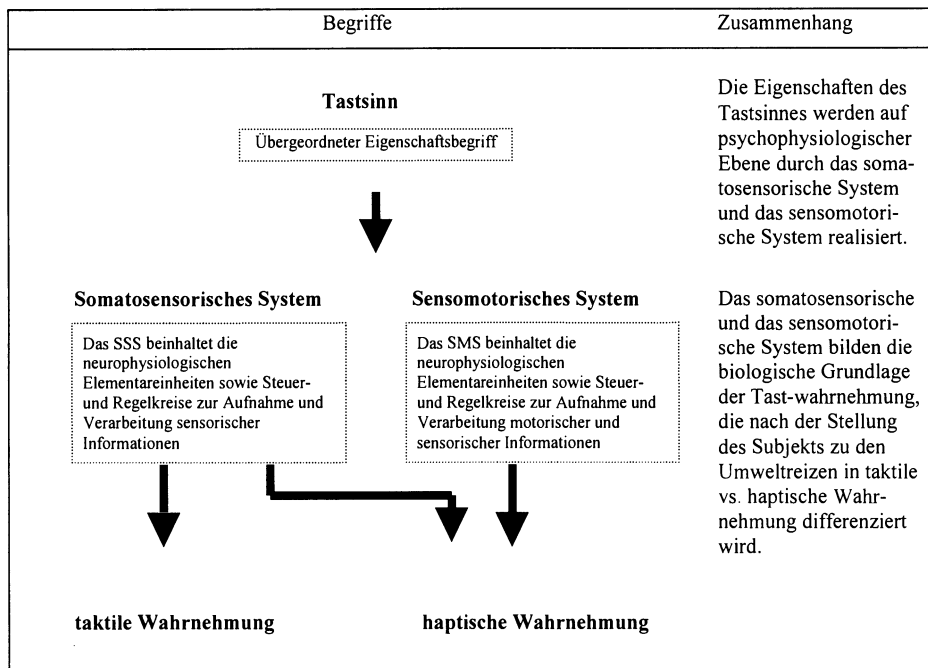 Begriffe
Zusammenhang
Tastsinn
Übergeordneter Eigenschaftsbegriff
Die Eigenschaften des
Tastsinnes werden auf
psychophysiologischer
Ebene durch das soma-
tosensorische System
und das sensomotori-
sche System realisiert.
Somatosensorisches System
Das SSS beinhaltet die
neurophysiologischen
Elementareinheiten sowie Steuer-
und Regelkreise zur Aufnahme und
Verarbeitung sensorischer
Informationen
Sensomotorisches System
Das SMS beinhaltet die
neurophysiologischen
Elementareinheiten sowie Steuer-
und Regelkreise zur Aufnahme und
Verarbeitung motorischer und
sensorischer Informationen
Das somatosensorische
und das sensomotori-
sche System bilden die
biologische Grundlage
der Tast-wahrnehmung,
die nach der Stellung
des Subjekts zu den
Umweltreizen in taktile
vs. haptische Wahr-
nehmung differenziert
wird.
taktile Wahrnehmung
haptische Wahrnehmung